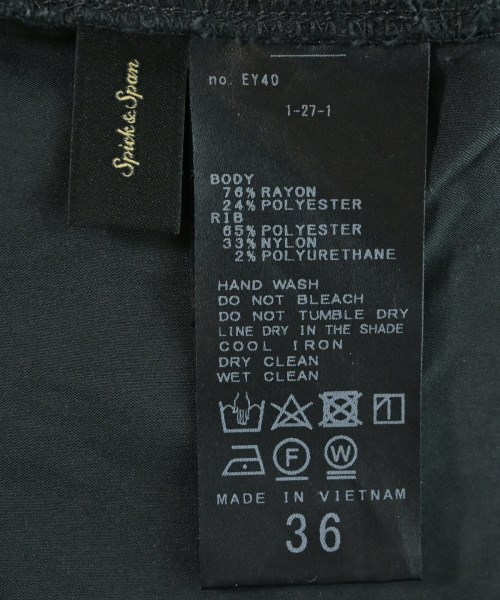 Spick & Span
no. EY40
1-27-1
BODY
76% RAYON
24% POLYESTER
RIB
65% POLYESTER
33% NYLON
2% POLYURETHANE
HAND WASH
DO NOT BLEACH
DO NOT TUMBLE DRY
LINE DRY IN THE SHADE
COOL IRON
DRY CLEAN
WET CLEAN
F W
MADE IN VIETNAM
36